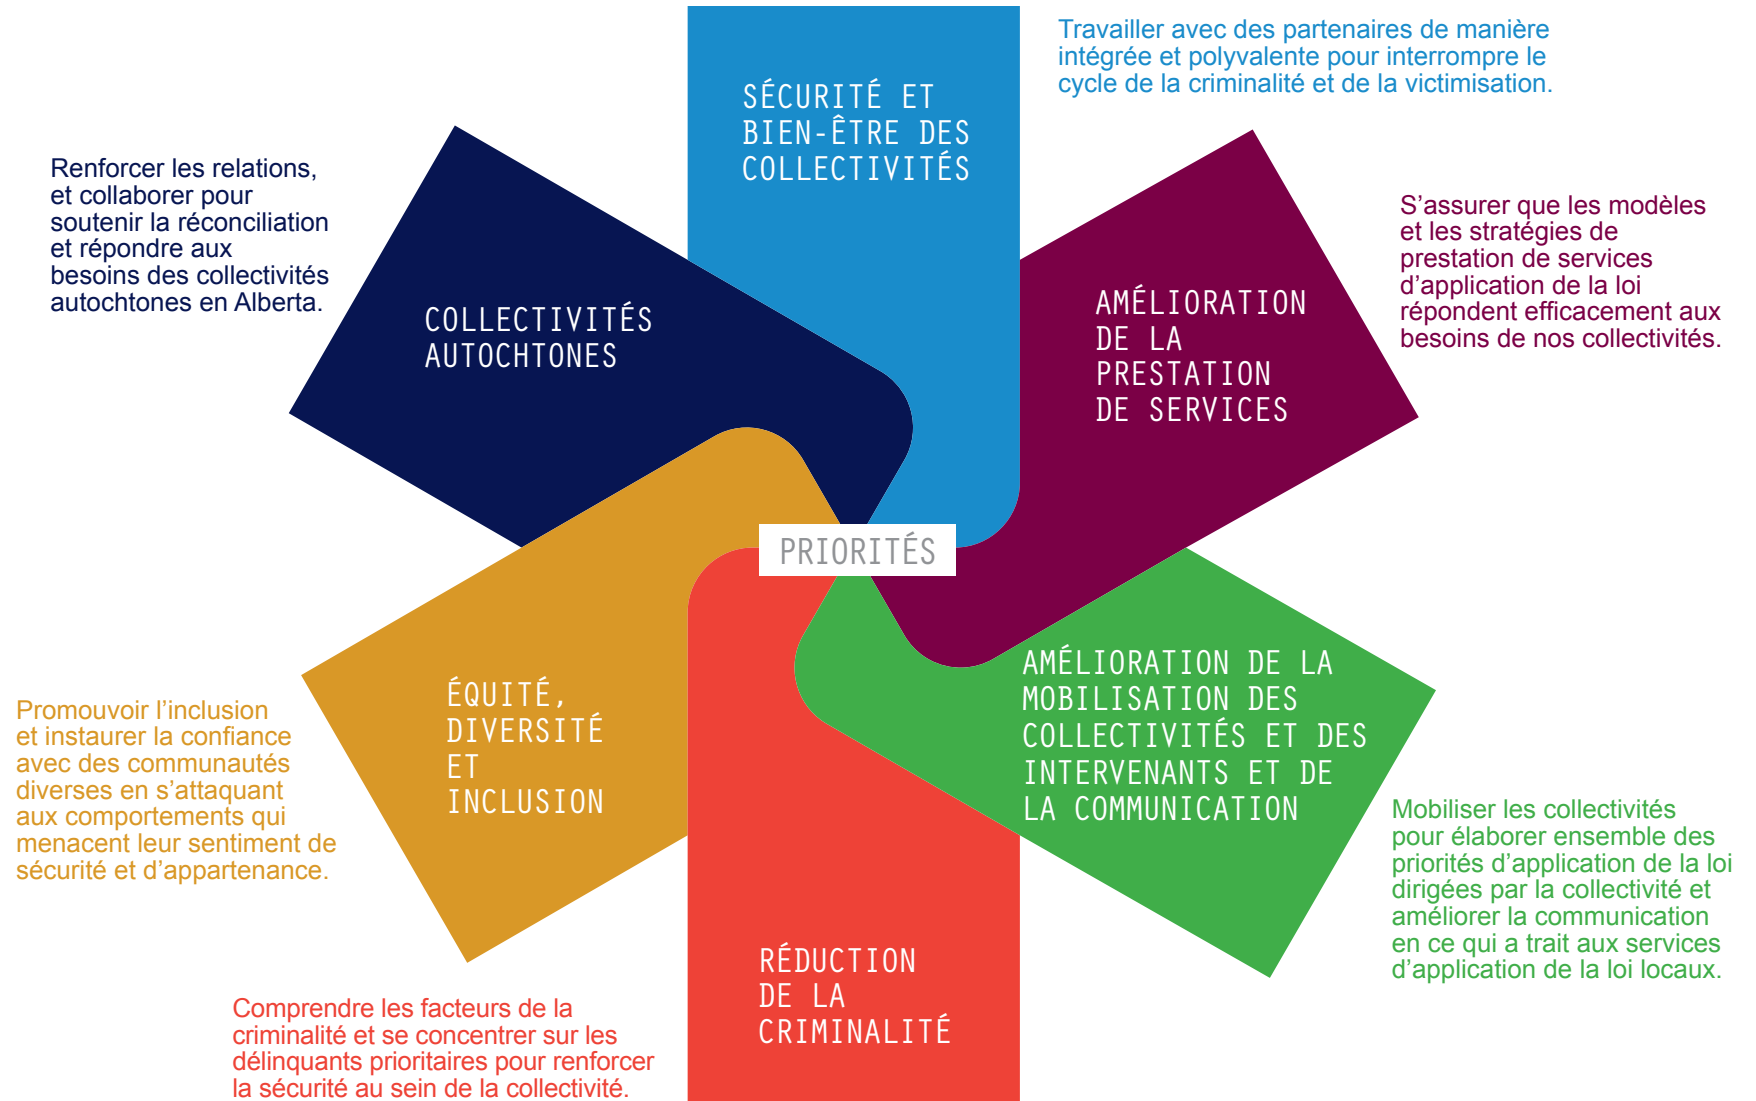 SÉCURITÉ ET
BIEN-ÊTRE DES
COLLECTIVITÉS
Travailler avec des partenaires de manière
intégrée et polyvalente pour interrompre le
cycle de la criminalité et de la victimisation.
AMÉLIORATION
DE LA
PRESTATION
DE SERVICES
S’assurer que les modèles
et les stratégies de
prestation de services
d’application de la loi
répondent efficacement aux
besoins de nos collectivités.
AMÉLIORATION DE LA
MOBILISATION DES
COLLECTIVITÉS ET DES
INTERVENANTS ET DE
LA COMMUNICATION
Mobiliser les collectivités
pour élaborer ensemble des
priorités d’application de la loi
dirigées par la collectivité et
améliorer la communication
en ce qui a trait aux services
d’application de la loi locaux.
RÉDUCTION
DE LA
CRIMINALITÉ
Comprendre les facteurs de la
criminalité et se concentrer sur les
délinquants prioritaires pour renforcer
la sécurité au sein de la collectivité.
ÉQUITÉ,
DIVERSITÉ
ET
INCLUSION
Promouvoir l’inclusion
et instaurer la confiance
avec des communautés
diverses en s'attaquant
aux comportements qui
menacent leur sentiment de
sécurité et d’appartenance.
COLLECTIVITÉS
AUTOCHTONES
Renforcer les relations,
et collaborer pour
soutenir la réconciliation
et répondre aux
besoins des collectivités
autochtones en Alberta.
PRIORITÉS